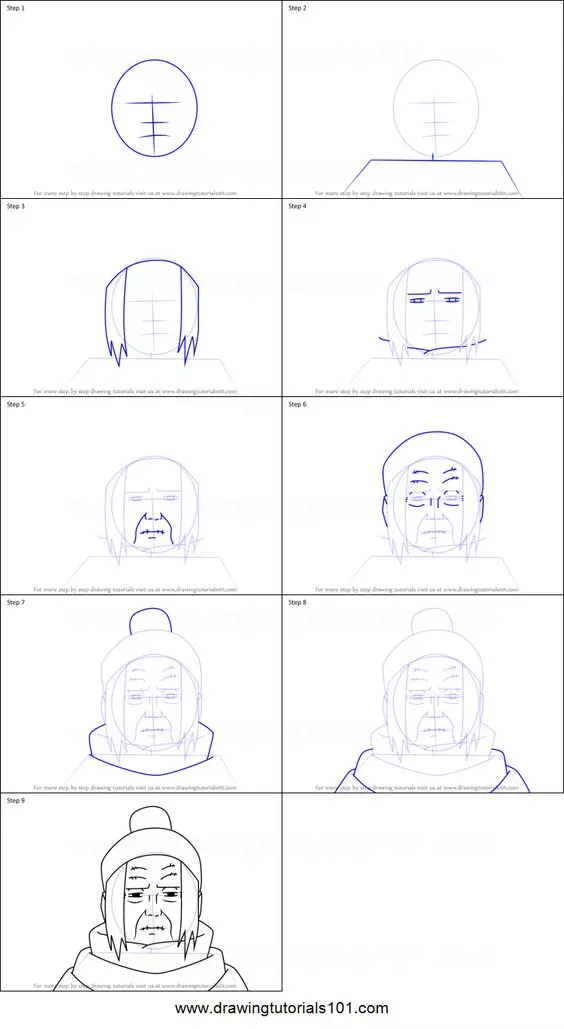 Step 1
Step 2
For more step by step drawing tutorials visit us at www.drawingtutorials101.com
For more step by step drawing tutorials visit us at www.drawingtutorials101.com
Step 3
Step 4
For more step by step drawing tutorials visit us at www.drawingtutorials101.com
For more step by step drawing tutorials visit us at www.drawingtutorials101.com
Step 5
Step 6
For more step by step drawing tutorials visit us at www.drawingtutorials101.com
For more step by step drawing tutorials visit us at www.drawingtutorials101.com
Step 7
Step 8
For more step by step drawing tutorials visit us at www.drawingtutorials101.com
For more step by step drawing tutorials visit us at www.drawingtutorials101.com
Step 9
For more step by step drawing tutorials visit us at www.drawingtutorials101.com
www.drawingtutorials101.com